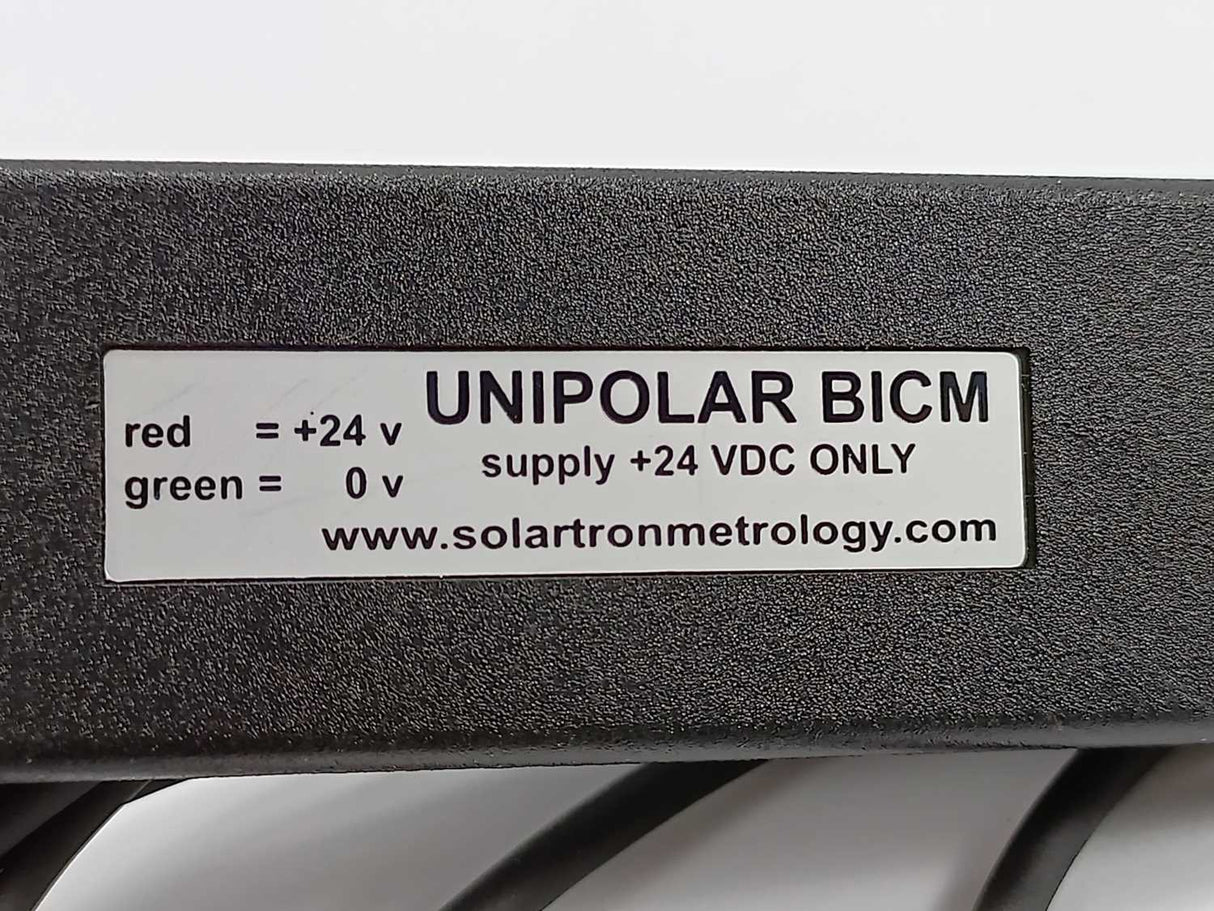 UNIPOLAR BICM
red = +24 v
supply +24 VDC ONLY
green = 0 v
www.solartronmetrology.com